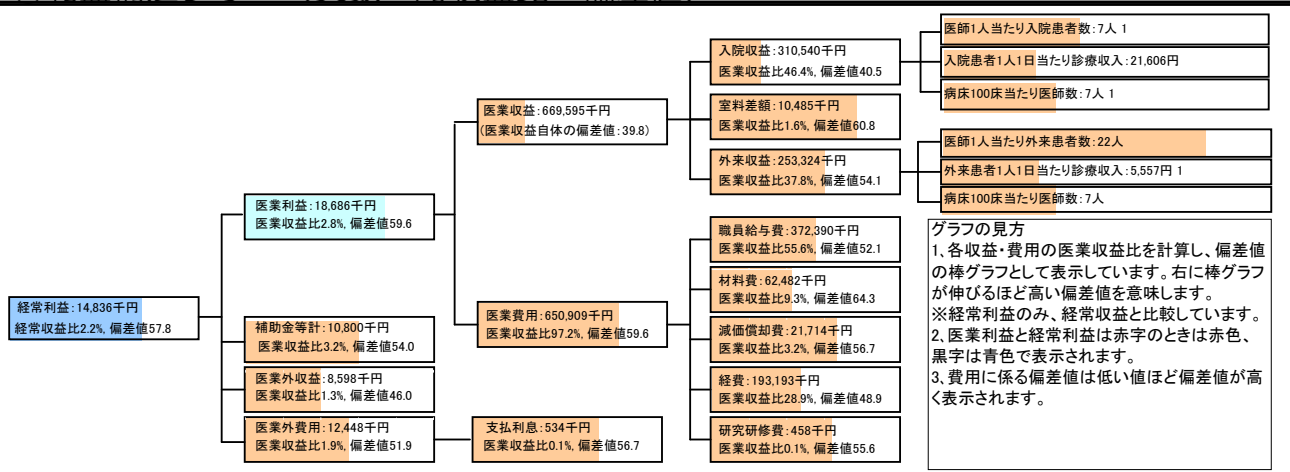 経常利益:14,836千円
経常収益比2.2%, 偏差値57.8
医業利益:18,686千円
医業収益比2.8%, 偏差値59.6
補助金等計:10,800千円
医業収益比3.2%, 偏差値54.0
医業外収益:8,598千円
医業収益比1.3%, 偏差値46.0
医業外費用:12,448千円
医業収益比1.9%, 偏差値51.9
医業収益:669,595千円
(医業収益自体の偏差値:39.8)
医業費用:650,909千円
医業収益比97.2%, 偏差値59.6
支払利息:534千円
医業収益比0.1%, 偏差値56.7
入院収益:310,540千円
医業収益比46.4%, 偏差値40.5
室料差額:10,485千円
医業収益比1.6%, 偏差値60.8
外来収益:253,324千円
医業収益比37.8%, 偏差値54.1
職員給与費:372,390千円
医業収益比55.6%, 偏差値52.1
材料費:62,482千円
医業収益比9.3%, 偏差値64.3
減価償却費:21,714千円
医業収益比3.2%, 偏差値56.7
経費:193,193千円
医業収益比28.9%, 偏差値48.9
研究研修費:458千円
医業収益比0.1%, 偏差値55.6
医師1人当たり入院患者数:7人 1
入院患者1人1日当たり診療収入:21,606円
病床100床当たり医師数:7人 1
医師1人当たり外来患者数:22人
外来患者1人1日当たり診療収入:5,557円 1
病床100床当たり医師数:7人
グラフの見方
1、各収益・費用の医業収益比を計算し、偏差値
の棒グラフとして表示しています。右に棒グラフ
が伸びるほど高い偏差値を意味します。
※経常利益のみ、経常収益と比較しています。
2、医業利益と経常利益は赤字のときは赤色、
黒字は青色で表示されます。
3、費用に係る偏差値は低い値ほど偏差値が高
く表示されます。